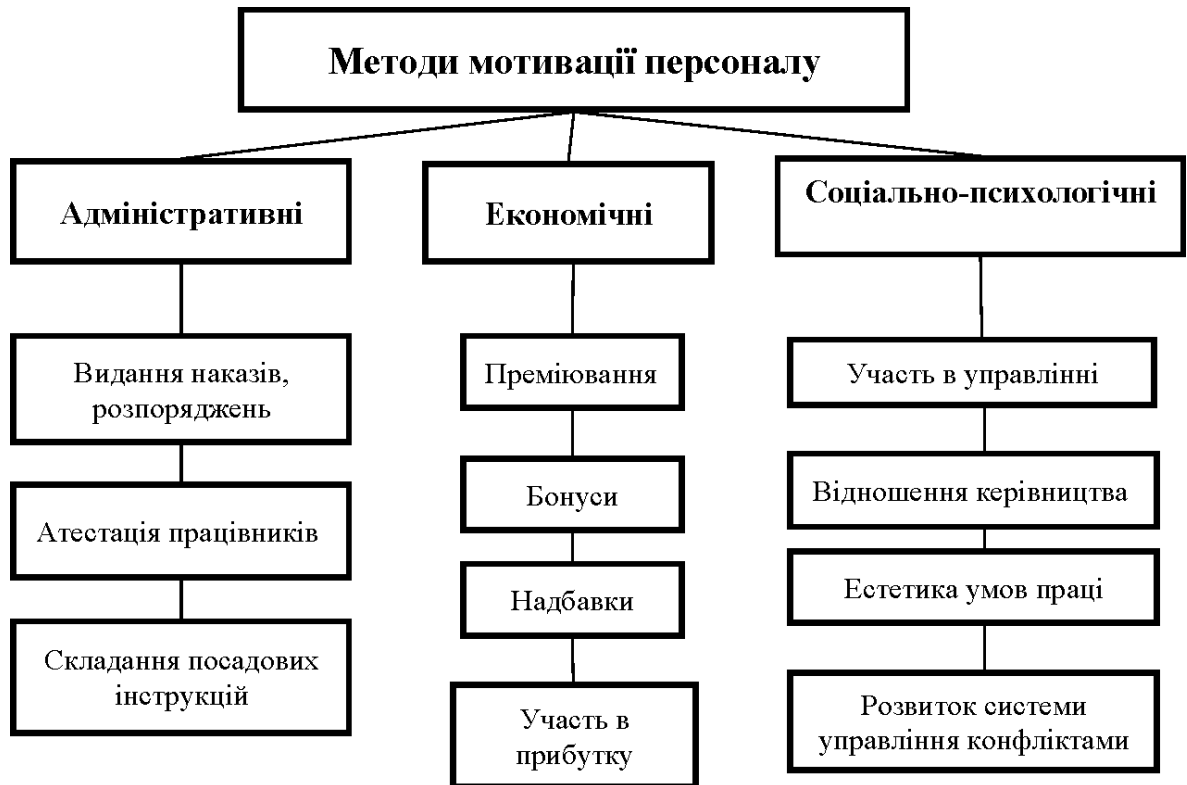 Методи мотивації персоналу
Адміністративні
Економічні
Соціально-психологічні
Видання наказів,
розпоряджень
Атестація працівників
Складання посадових
інструкцій
Преміювання
Бонуси
Надбавки
Участь в
прибутку
Участь в управлінні
Відношення керівництва
Естетика умов праці
Розвиток системи
управління конфліктами